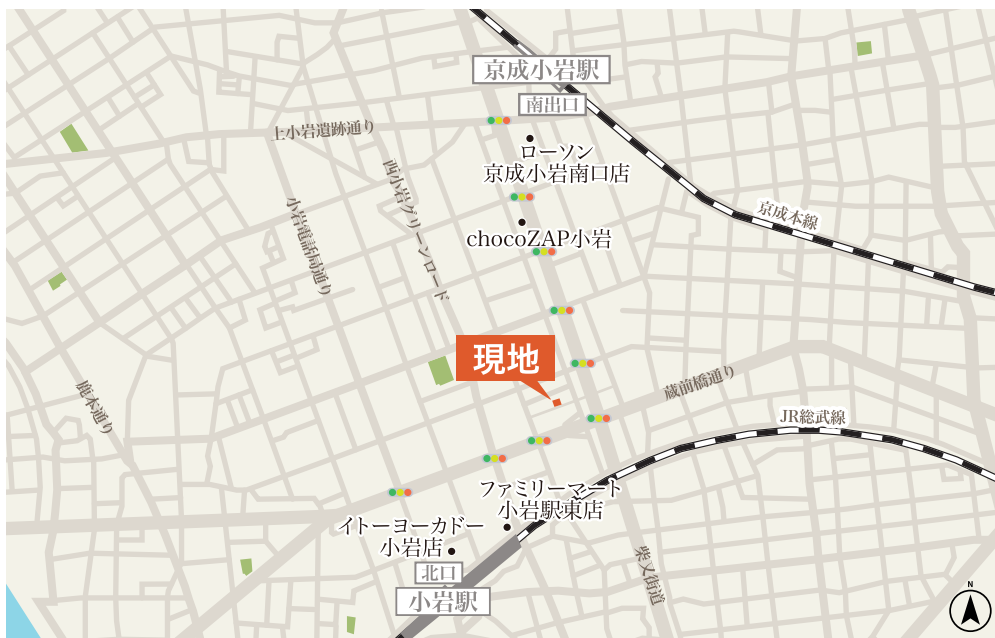 京成小岩駅
南出口
上小岩遺跡通り
ローソン
京成小岩南口店
西小岩グリーンロード
小岩電話局通り
京成本線
chocoZAP小岩
現地
蔵前橋通り
鹿本通り
JR総武線
ファミリーマート
小岩駅東店
イトーヨーカドー
小岩店
北口
小岩駅
柴又街道
N